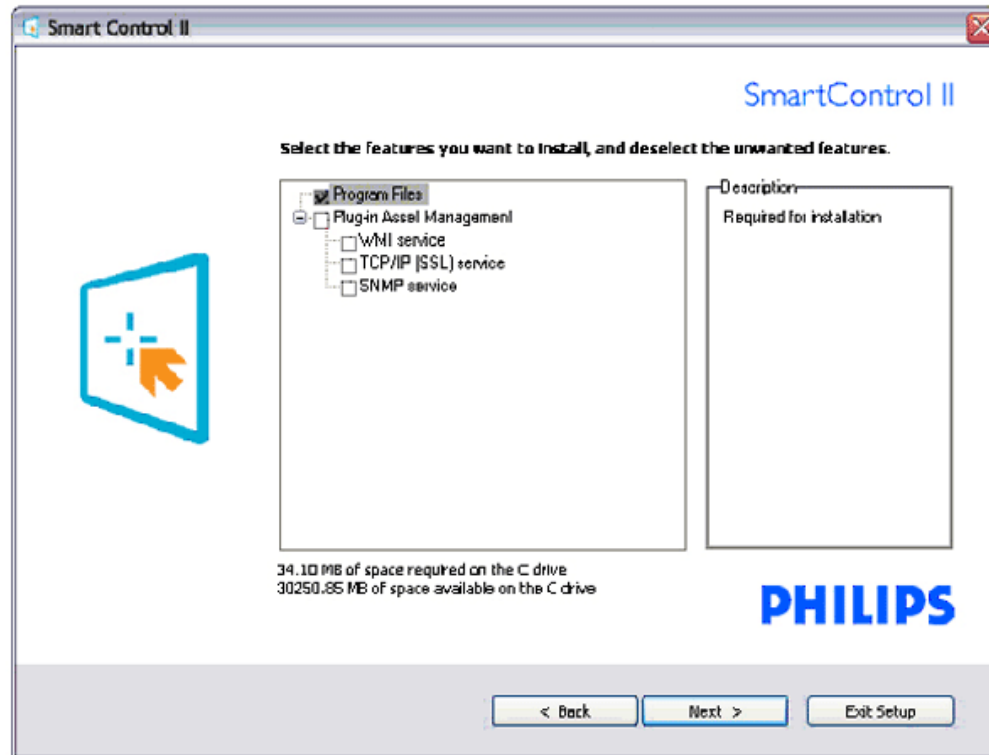 Smart Control II
SmartControl II
Select the features you want to install, and deselect the unwanted features.
Program Files
Plug-in Asset Management
WMI service
TCP/IP (SSL) service
SNMP service
Description
Required for installation
34.10 MB of space required on the C drive
30250.85 MB of space available on the C drive
PHILIPS
< Back
Next >
Exit Setup